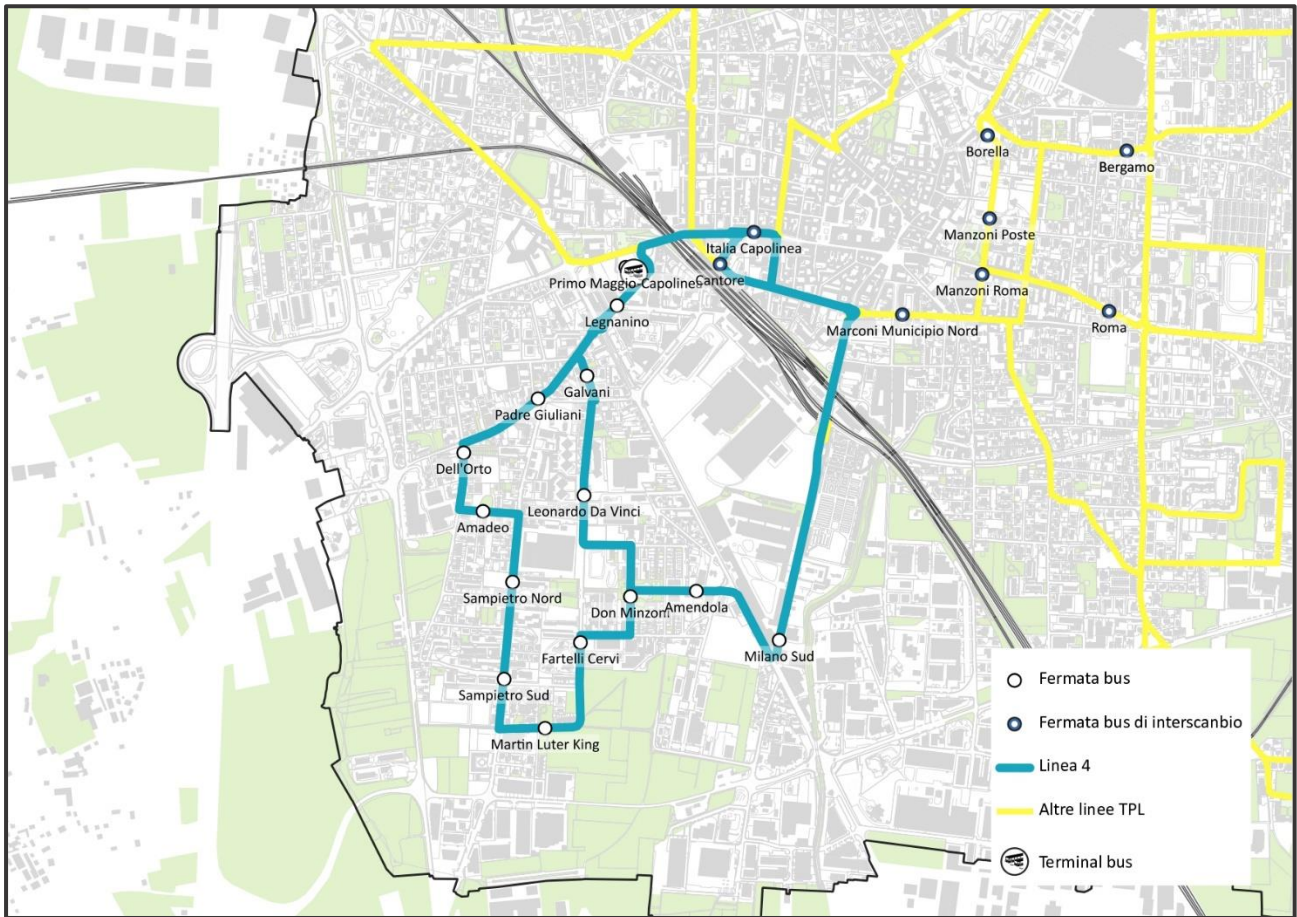 Borella
Bergamo
Manzoni Poste
Italia Capolinea
Primo Maggio-Capoline
Cantore
Manzoni Roma
Legnanino
Marconi Municipio Nord
Roma
Galvani
Padre Giuliani
Dell'Orto
Leonardo Da Vinci
Amadeo
Sampietro Nord
Amendola
Don Minzoni
Fartelli Cervi
Milano Sud
Sampietro Sud
Martin Luter King
Fermata bus
Fermata bus di interscanbio
Linea 4
Altre linee TPL
Terminal bus